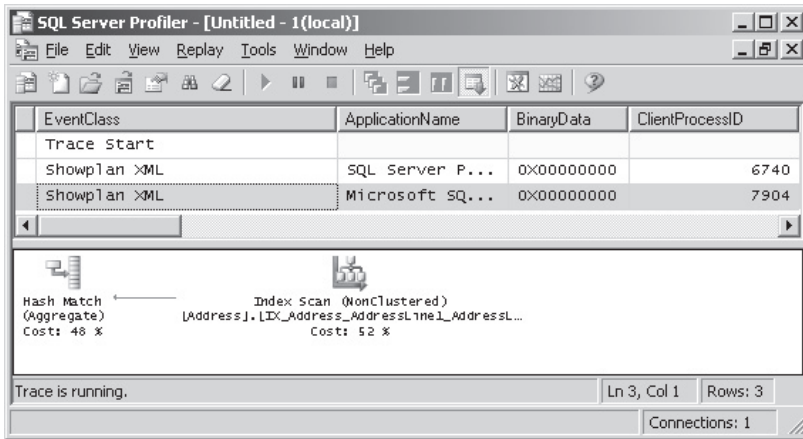 SQL Server Profiler - [Untitled - 1(local)]
File Edit View Replay Tools Window Help
EventClass ApplicationName BinaryData ClientProcessID
Trace Start
Showplan XML SQL Server P... 0X00000000 6740
Showplan XML Microsoft SQ... 0X00000000 7904
Hash Match
(Aggregate)
Cost: 48 %
Index Scan (NonClustered)
[Address].[IX_Address_AddressLine1_AddressL...
Cost: 52 %
Trace is running. Ln 3, Col 1 Rows: 3
Connections: 1